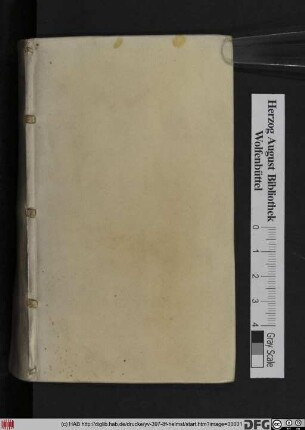 Herzog August Bibliothek
Wolfenbüttel
0
1
2
3
4
Gray Scale
(c) HAB http://diglib.hab.de/drucke/yv-397-8f-helmst/start.htm?image=00001
DFG